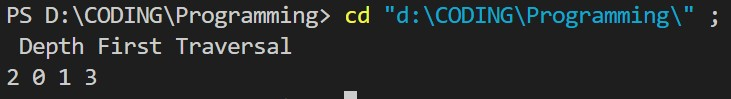 PS D:\CODING\Programming> cd "d:\CODING\Programming\" ;
Depth First Traversal
2 0 1 3